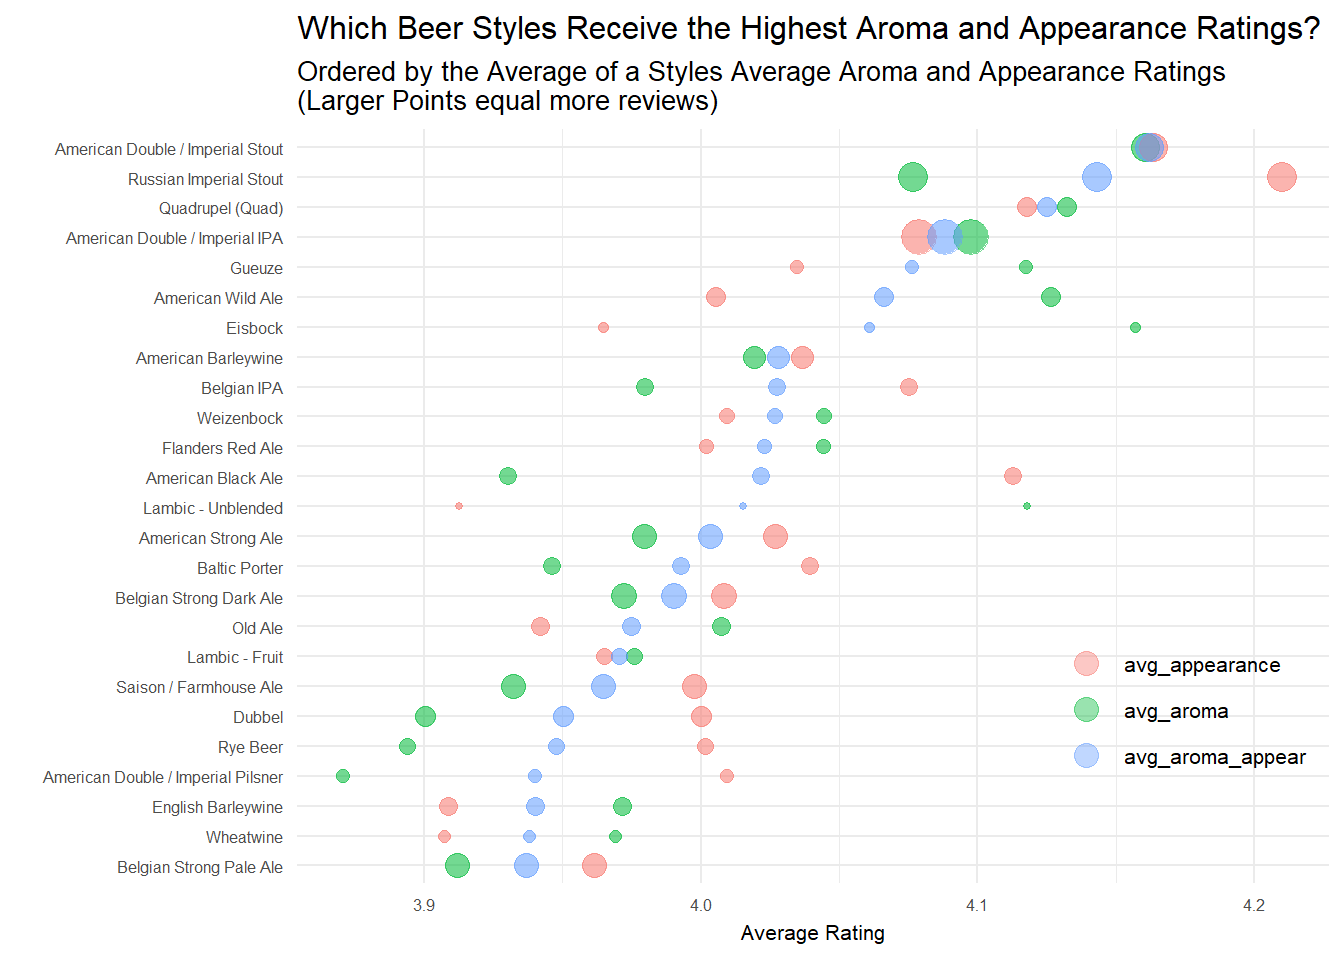 Which Beer Styles Receive the Highest Aroma and Appearance Ratings?
Ordered by the Average of a Styles Average Aroma and Appearance Ratings
(Larger Points equal more reviews)
American Double / Imperial Stout
Russian Imperial Stout
Quadrupel (Quad)
American Double / Imperial IPA
Gueuze
American Wild Ale
Eisbock
American Barleywine
Belgian IPA
Weizenbock
Flanders Red Ale
American Black Ale
Lambic - Unblended
American Strong Ale
Baltic Porter
Belgian Strong Dark Ale
Old Ale
Lambic - Fruit
Saison / Farmhouse Ale
Dubbel
Rye Beer
American Double / Imperial Pilsner
English Barleywine
Wheatwine
Belgian Strong Pale Ale
avg_appearance
avg_aroma
avg_aroma_appear
3.9 4.0 4.1 4.2
Average Rating